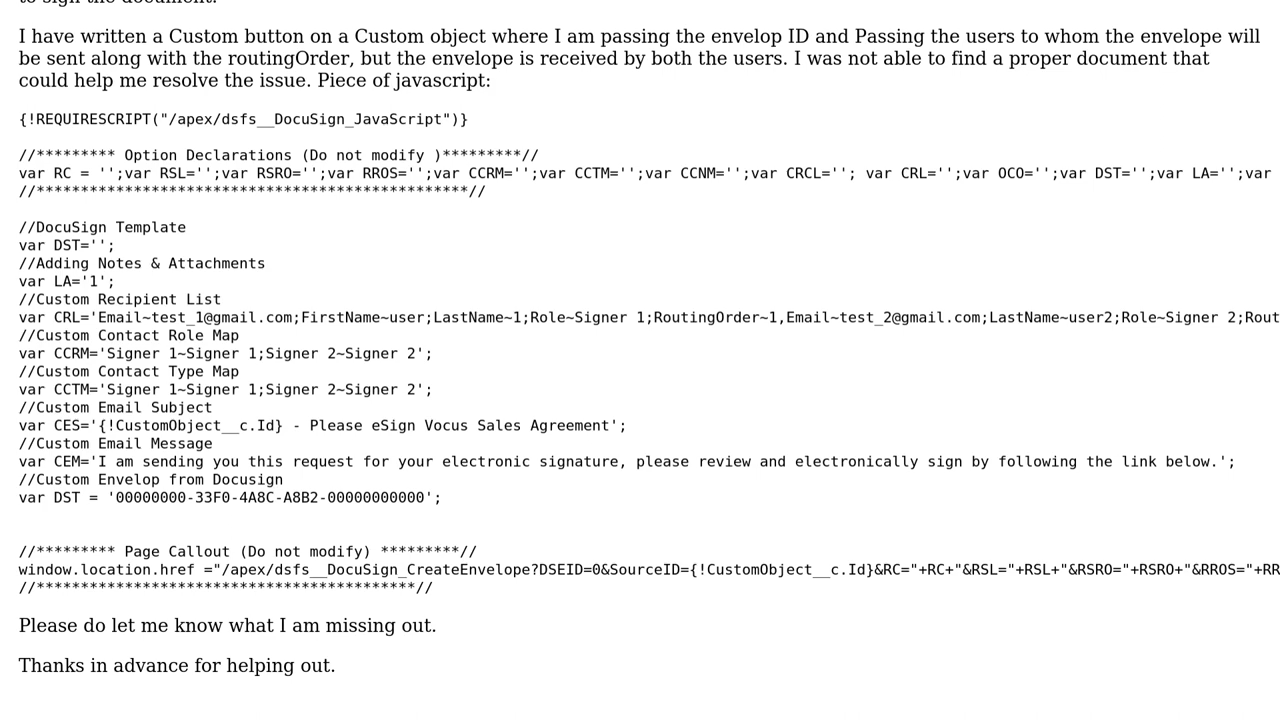 to sign the document.
I have written a Custom button on a Custom object where I am passing the envelop ID and Passing the users to whom the envelope will
be sent along with the routingOrder, but the envelope is received by both the users. I was not able to find a proper document that
could help me resolve the issue. Piece of javascript:
{!REQUIRESCRIPT("/apex/dsfs__DocuSign_JavaScript")}
//********* Option Declarations (Do not modify )*********//
var RC = '';var RSL='';var RSRO='';var RROS='';var CCRM='';var CCTM='';var CCNM='';var CRCL=''; var CRL='';var OCO='';var DST='';var LA='';var
//*************************************************//
//DocuSign Template
var DST='';
//Adding Notes & Attachments
var LA='1';
//Custom Recipient List
var CRL='Email~test_1@gmail.com;FirstName~user;LastName~1;Role~Signer 1;RoutingOrder~1,Email~test_2@gmail.com;LastName~user2;Role~Signer 2;Rout
//Custom Contact Role Map
var CCRM='Signer 1~Signer 1;Signer 2~Signer 2';
//Custom Contact Type Map
var CCTM='Signer 1~Signer 1;Signer 2~Signer 2';
//Custom Email Subject
var CES='{!CustomObject__c.Id} - Please eSign Vocus Sales Agreement';
//Custom Email Message
var CEM='I am sending you this request for your electronic signature, please review and electronically sign by following the link below.';
//Custom Envelop from Docusign
var DST = '00000000-33F0-4A8C-A8B2-00000000000';
//********* Page Callout (Do not modify) *********//
window.location.href ="/apex/dsfs__DocuSign_CreateEnvelope?DSEID=0&SourceID={!CustomObject__c.Id}&RC="+RC+"&RSL="+RSL+"&RSRO="+RSRO+"&RROS="+RR
//*******************************************//
Please do let me know what I am missing out.
Thanks in advance for helping out.